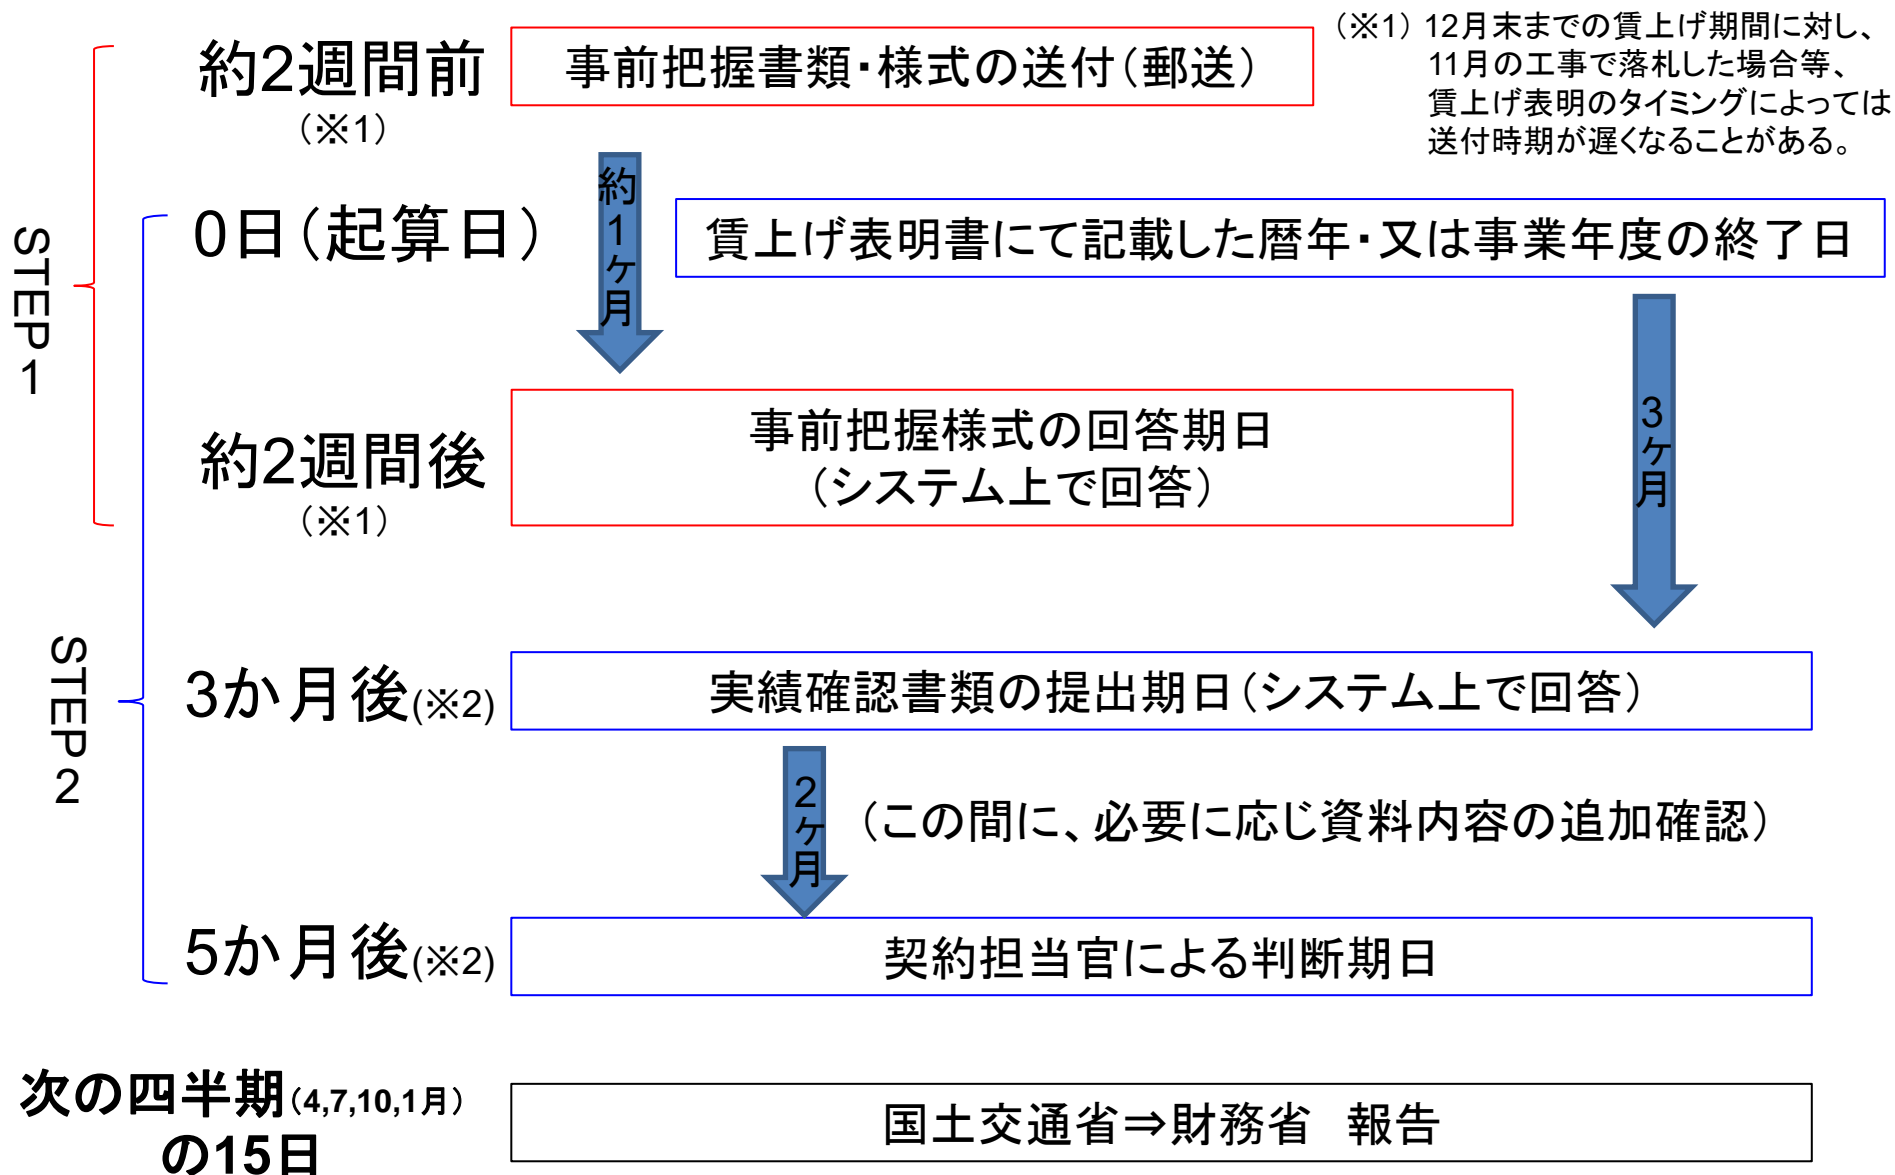 約2週間前
（※1）
事前把握書類・様式の送付（郵送）
（※1）12月末までの賃上げ期間に対し、
11月の工事で落札した場合等、
賃上げ表明のタイミングによっては
送付時期が遅くなることがある。
約1ヶ月
STEP1
0日（起算日）
賃上げ表明書にて記載した暦年・又は事業年度の終了日
3ヶ月
約2週間後
（※1）
事前把握様式の回答期日
（システム上で回答）
STEP2
3か月後(※2)
実績確認書類の提出期日（システム上で回答）
2ヶ月
（この間に、必要に応じ資料内容の追加確認）
5か月後(※2)
契約担当官による判断期日
次の四半期（4,7,10,1月）
の15日
国土交通省⇒財務省　報告